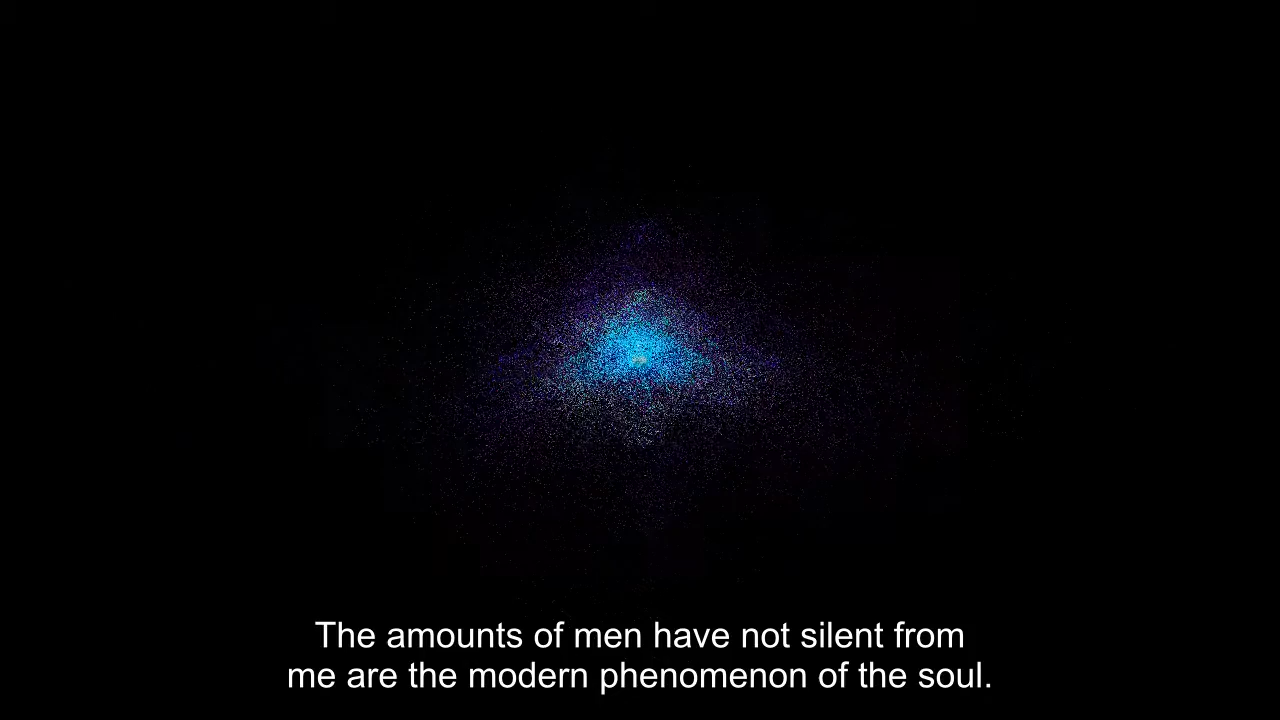 The amounts of men have not silent from
me are the modern phenomenon of the soul.